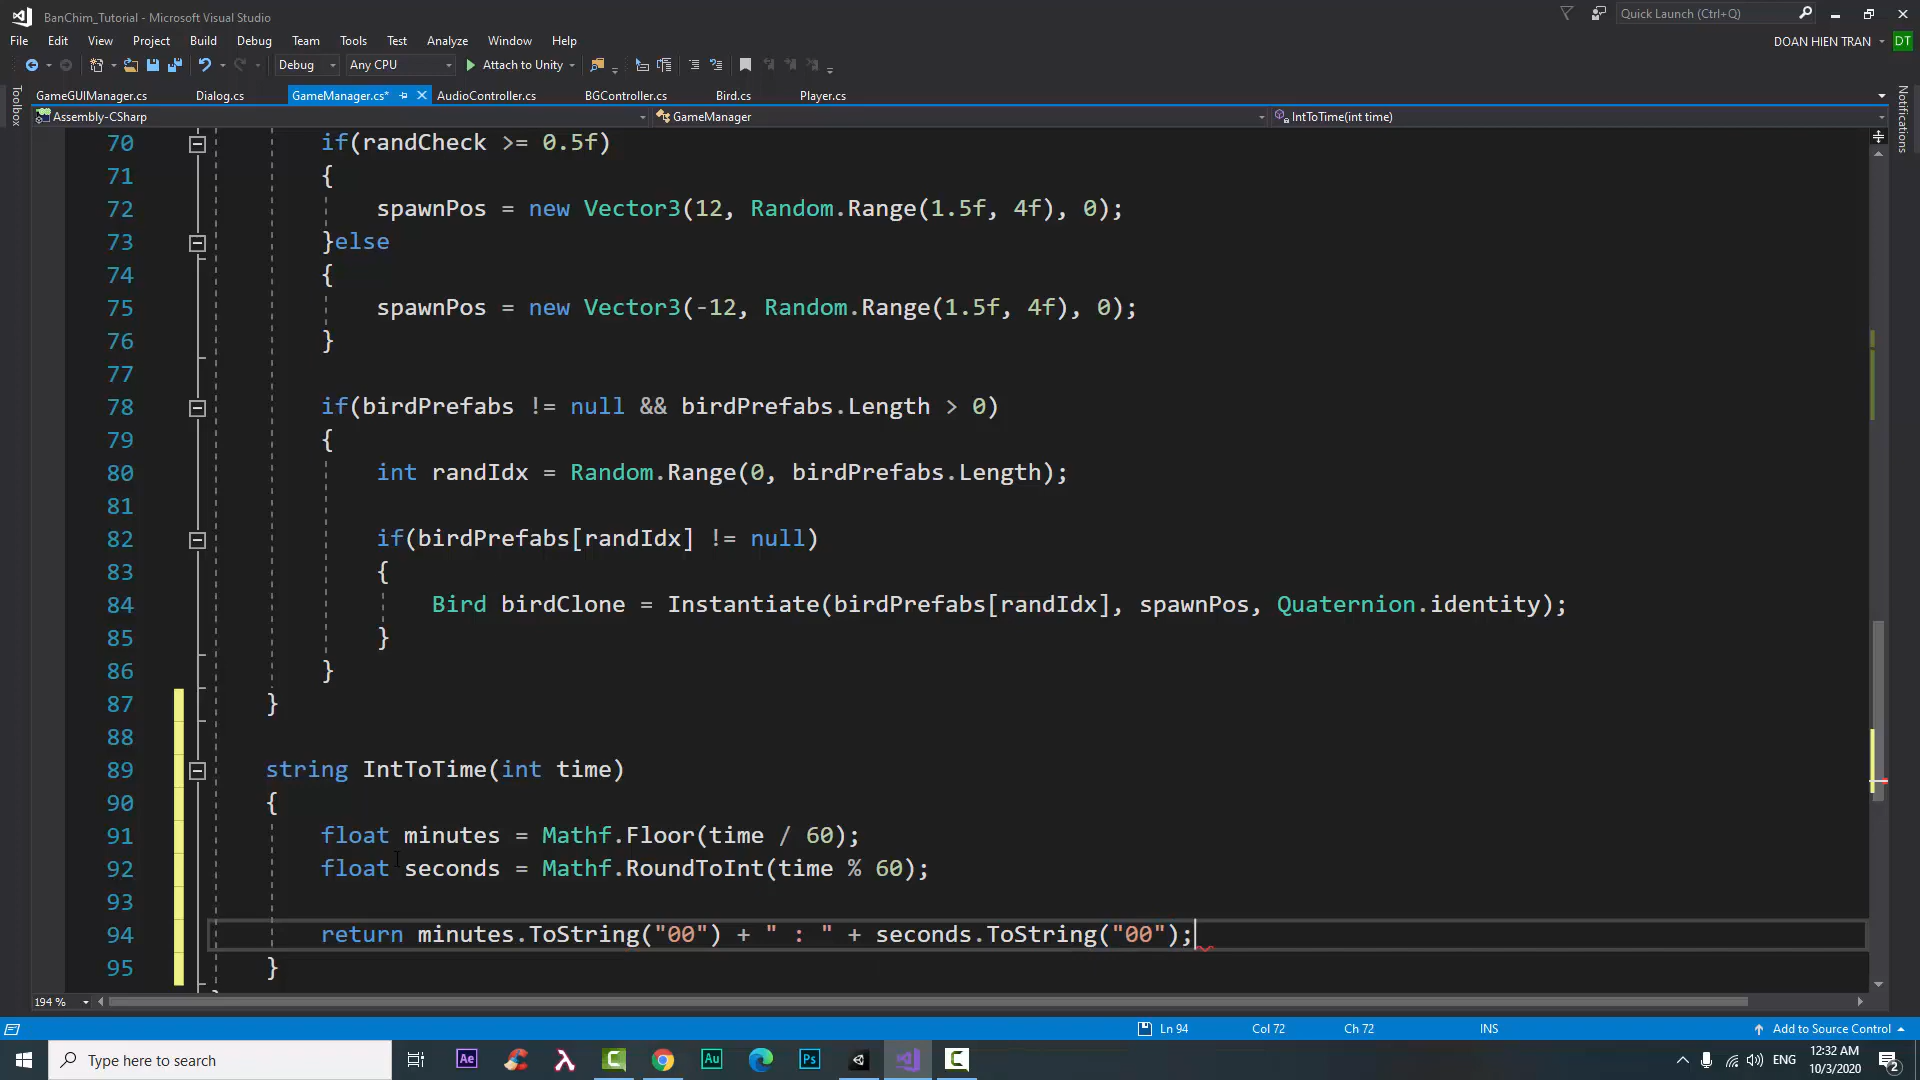 BanChim_Tutorial - Microsoft Visual Studio
Quick Launch (Ctrl+Q)
File Edit View Project Build Debug Team Tools Test Analyze Window Help
DOAN HIEN TRAN
DT
Debug Any CPU Attach to Unity
Toolbox
GameGUIManager.cs Dialog.cs GameManager.cs* AudioController.cs BGController.cs Bird.cs Player.cs
Notifications
Assembly-CSharp GameManager IntToTime(int time)
70 if(randCheck >= 0.5f)
71 {
72 spawnPos = new Vector3(12, Random.Range(1.5f, 4f), 0);
73 }else
74 {
75 spawnPos = new Vector3(-12, Random.Range(1.5f, 4f), 0);
76 }
77
78 if(birdPrefabs != null && birdPrefabs.Length > 0)
79 {
80 int randIdx = Random.Range(0, birdPrefabs.Length);
81
82 if(birdPrefabs[randIdx] != null)
83 {
84 Bird birdClone = Instantiate(birdPrefabs[randIdx], spawnPos, Quaternion.identity);
85 }
86 }
87 }
88
89 string IntToTime(int time)
90 {
91 float minutes = Mathf.Floor(time / 60);
92 float seconds = Mathf.RoundToInt(time % 60);
93
94 return minutes.ToString("00") + " : " + seconds.ToString("00");
95 }
194 %
Ln 94 Col 72 Ch 72 INS Add to Source Control
Type here to search
Ae Au Ps
ENG
12:32 AM
10/3/2020
2